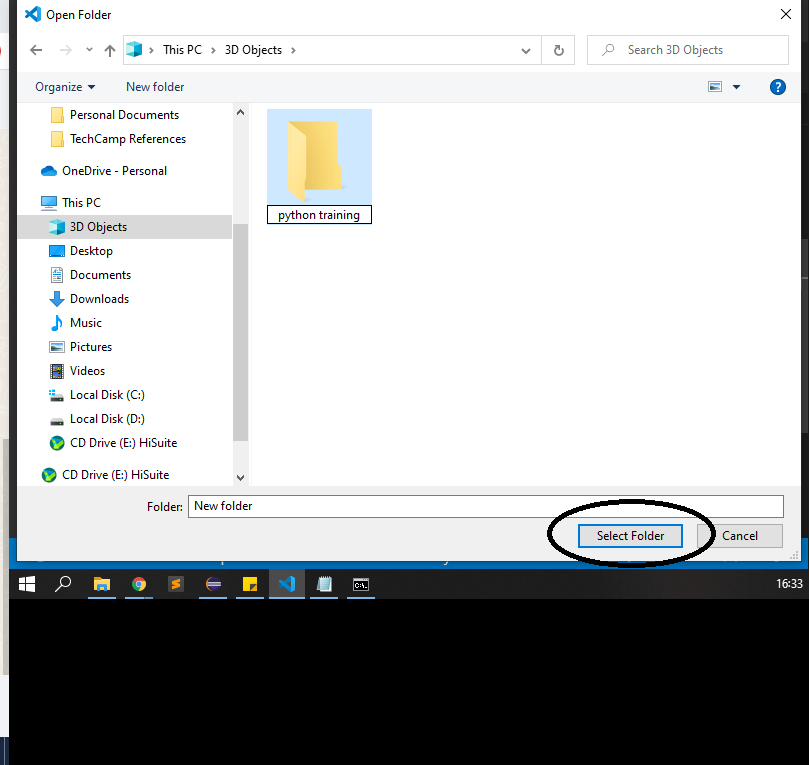 Open Folder
This PC > 3D Objects >
Search 3D Objects
Organize
New folder
Personal Documents
TechCamp References
OneDrive - Personal
This PC
3D Objects
Desktop
Documents
Downloads
Music
Pictures
Videos
Local Disk (C:)
Local Disk (D:)
CD Drive (E:) HiSuite
CD Drive (E:) HiSuite
python training
Folder: New folder
Select Folder
Cancel
16:33